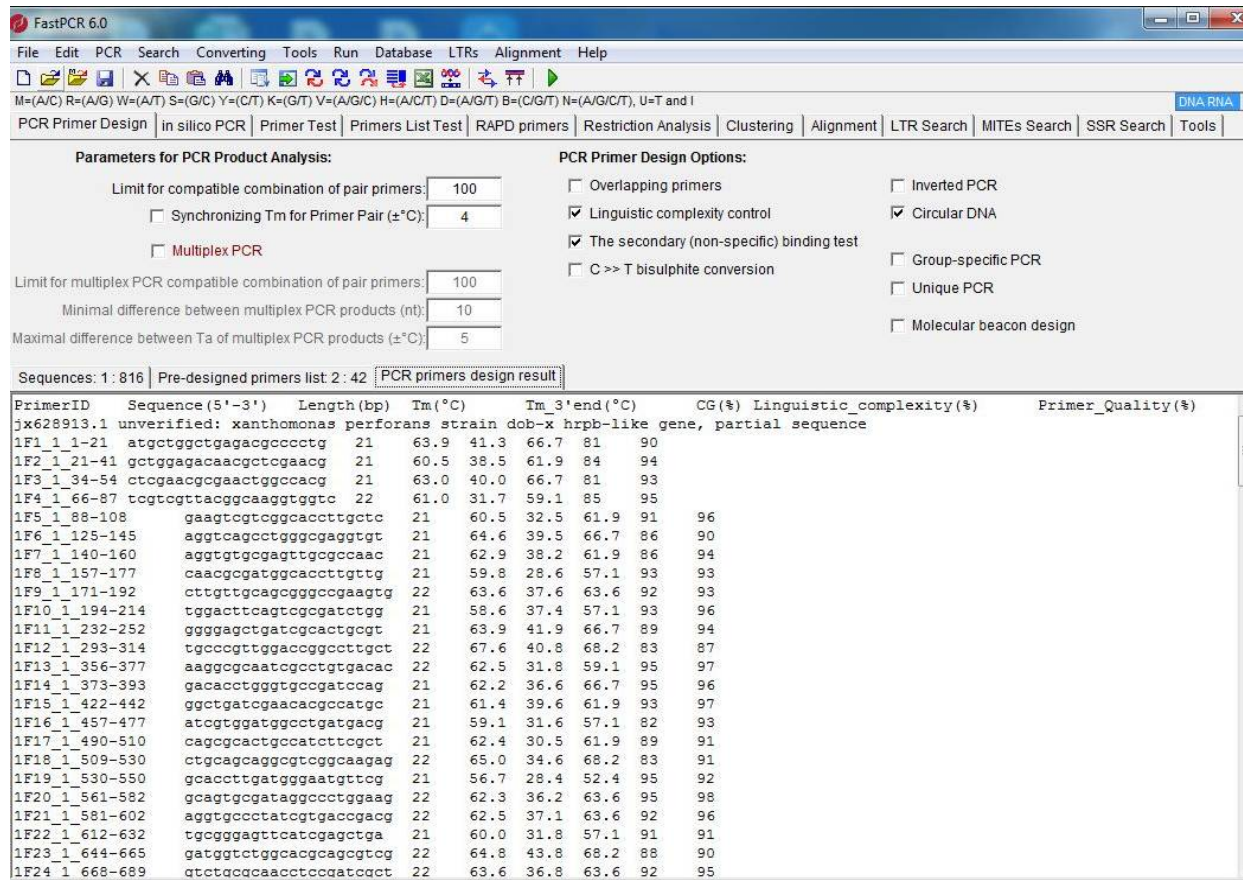 FastPCR 6.0
File Edit PCR Search Converting Tools Run Database LTRs Alignment Help
M=(A/C) R=(A/G) W=(A/T) S=(G/C) Y=(C/T) K=(G/T) V=(A/G/C) H=(A/C/T) D=(A/G/T) B=(C/G/T) N=(A/G/C/T), U=T and I
DNA RNA
PCR Primer Design in silico PCR Primer Test Primers List Test RAPD primers Restriction Analysis Clustering Alignment LTR Search MITEs Search SSR Search Tools
Parameters for PCR Product Analysis:
Limit for compatible combination of pair primers: 100
Synchronizing Tm for Primer Pair (±°C): 4
Multiplex PCR
Limit for multiplex PCR compatible combination of pair primers: 100
Minimal difference between multiplex PCR products (nt): 10
Maximal difference between Ta of multiplex PCR products (±°C): 5
PCR Primer Design Options:
Overlapping primers
Linguistic complexity control
The secondary (non-specific) binding test
C >> T bisulphite conversion
Inverted PCR
Circular DNA
Group-specific PCR
Unique PCR
Molecular beacon design
Sequences: 1 : 816 Pre-designed primers list: 2 : 42 PCR primers design result
PrimerID Sequence(5'-3') Length(bp) Tm(°C) Tm_3'end(°C) CG(%) Linguistic_complexity(%) Primer_Quality(%)
jx628913.1 unverified: xanthomonas perforans strain dob-x hrpb-like gene, partial sequence
1F1_1_1-21 atgctggctgagacgcccctg 21 63.9 41.3 66.7 81 90
1F2_1_21-41 gctggagacaacgctcgaacg 21 60.5 38.5 61.9 84 94
1F3_1_34-54 ctcgaacgcgaactggccacg 21 63.0 40.0 66.7 81 93
1F4_1_66-87 tcgtcgttacggcaaggtggtc 22 61.0 31.7 59.1 85 95
1F5_1_88-108 gaagtcgtcggcaccttgctc 21 60.5 32.5 61.9 91 96
1F6_1_125-145 aggtcagcctgggcgaggtgt 21 64.6 39.5 66.7 86 90
1F7_1_140-160 aggtgtgcgagttgcgccaac 21 62.9 38.2 61.9 86 94
1F8_1_157-177 caacgcgatggcaccttgttg 21 59.8 28.6 57.1 93 93
1F9_1_171-192 cttgttgcagcgggccgaagtg 22 63.6 37.6 63.6 92 93
1F10_1_194-214 tggacttcagtcgcgatctgg 21 58.6 37.4 57.1 93 96
1F11_1_232-252 ggggagctgatcgcactgcgt 21 63.9 41.9 66.7 89 94
1F12_1_293-314 tgcccgttggaccggccttgct 22 67.6 40.8 68.2 83 87
1F13_1_356-377 aaggcgcaatcgcctgtgacac 22 62.5 31.8 59.1 95 97
1F14_1_373-393 gacacctgggtgccgatccag 21 62.2 36.6 66.7 95 96
1F15_1_422-442 ggctgatcgaacacgccatgc 21 61.4 39.6 61.9 93 97
1F16_1_457-477 atcgtggatggcctgatgacg 21 59.1 31.6 57.1 82 93
1F17_1_490-510 cagcgcactgccatcttcgct 21 62.4 30.5 61.9 89 91
1F18_1_509-530 ctgcagcaggcgtcggcaagag 22 65.0 34.6 68.2 83 91
1F19_1_530-550 gcaccttgatgggaatgttcg 21 56.7 28.4 52.4 95 92
1F20_1_561-582 gcagtgcgataggccctggaag 22 62.3 36.2 63.6 95 98
1F21_1_581-602 aggtgccctatcgtgaccgacg 22 62.5 37.1 63.6 92 96
1F22_1_612-632 tgcgggagttcatcgagctga 21 60.0 31.8 57.1 91 91
1F23_1_644-665 gatggtctggcacgcagcgtcg 22 64.8 43.8 68.2 88 90
1F24_1_668-689 gtctgcgcaacctccgatcgct 22 63.6 36.8 63.6 92 95